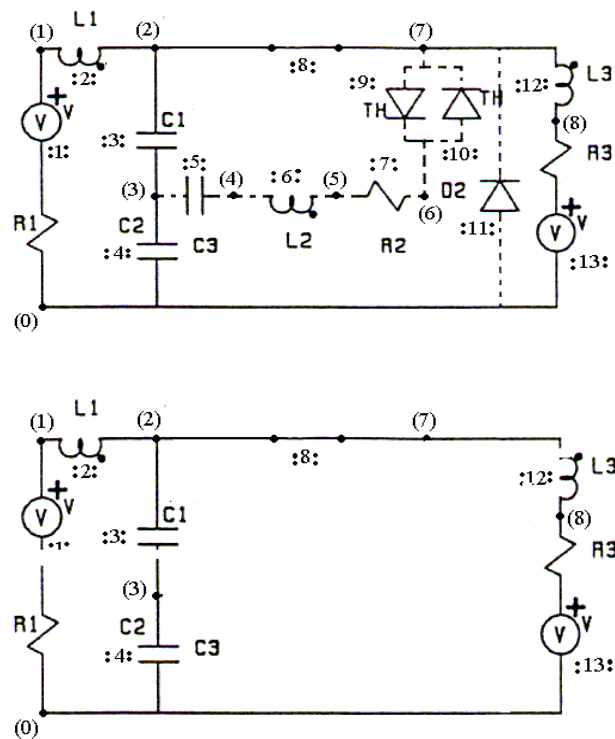 (1) L1 (2) (7)
:2: :8: :9: TH TH :12: L3
+ V V :1: C1 :3: :10: (8)
:5: :6: :7: R3
(3) (4) (5) (6) D2
R1 C2 :4: C3 L2 R2 :11: + V V :13:
(0)
L1
(1) (2) (7)
:2: :8: L3
+ V V :12:
C1 (8)
:1: :3: R3
(3)
R1 C2 C3 + V V
:4: :13:
(0)